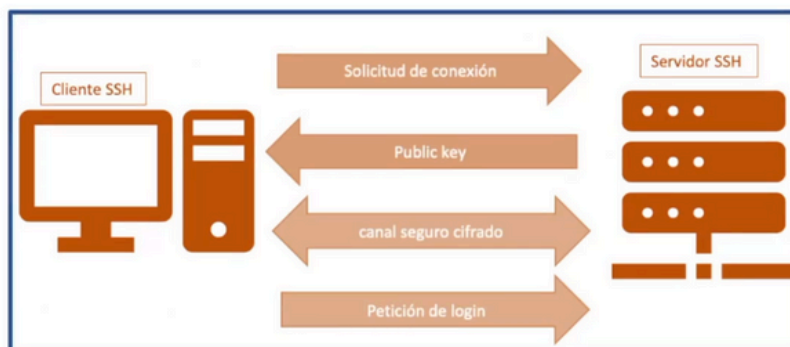 Solicitud de conexión
Servidor SSH
Cliente SSH
Public key
canal seguro cifrado
Petición de login